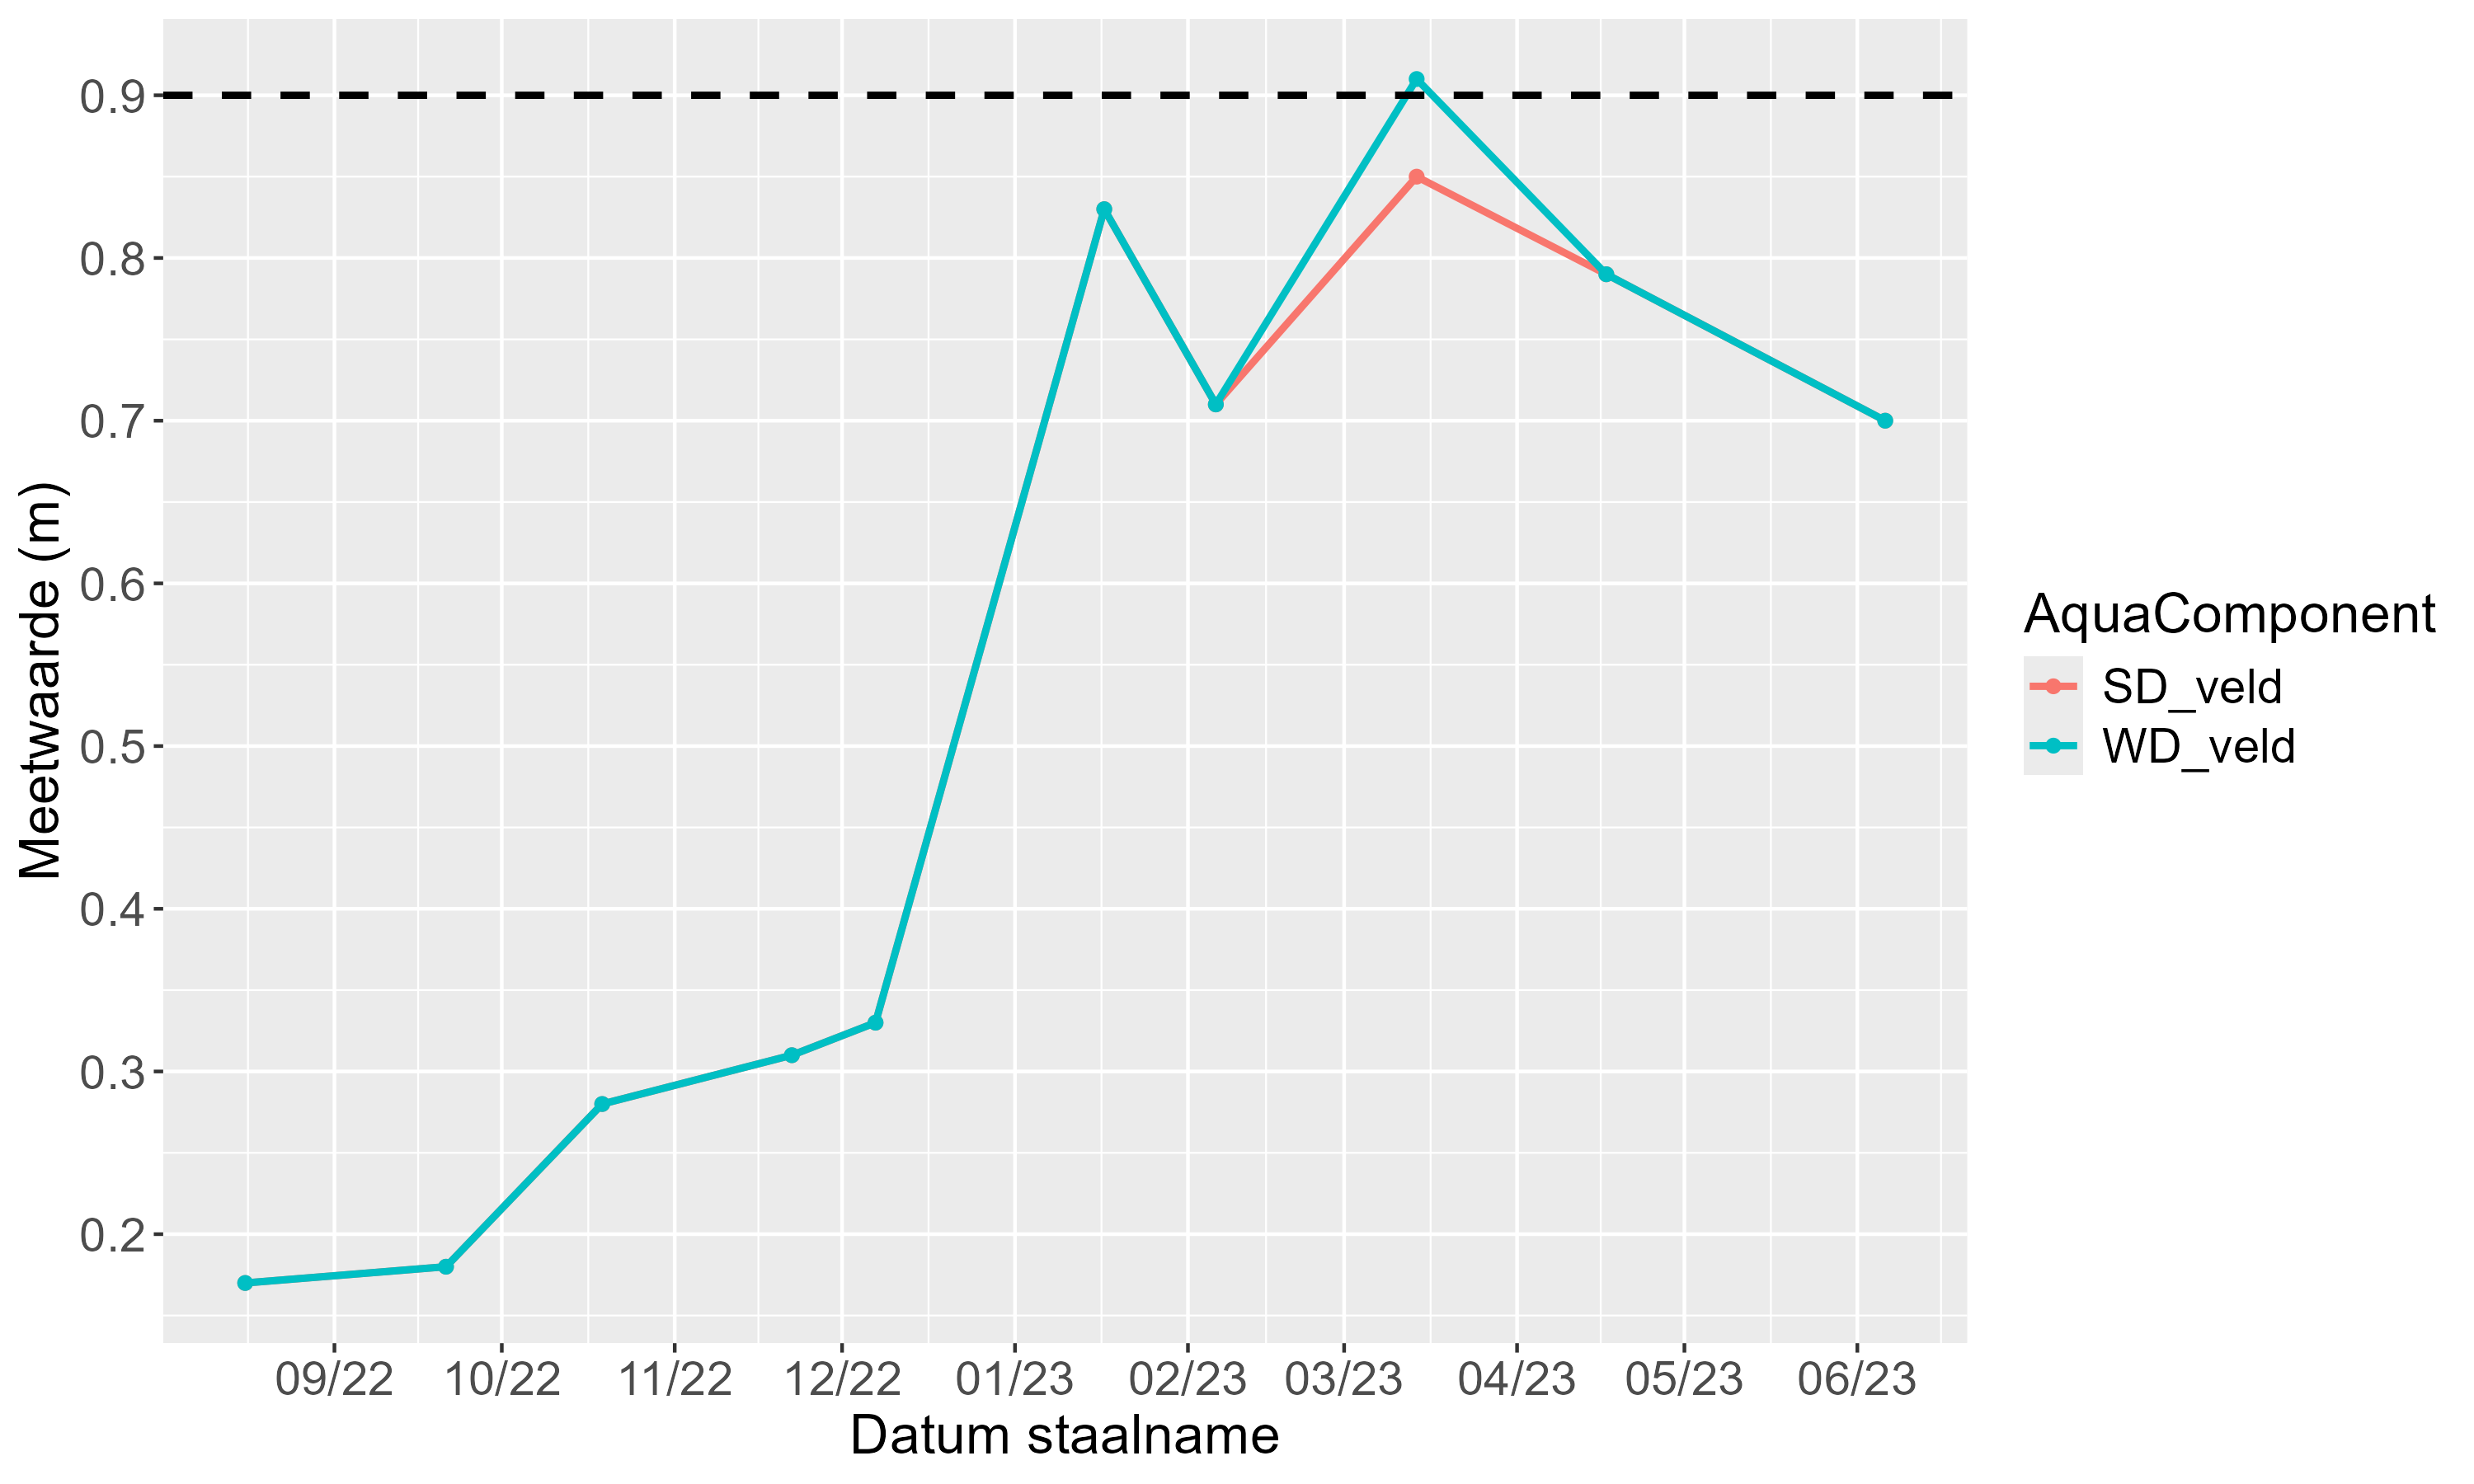 Meetwaarde (m)
0.9
0.8
0.7
0.6
0.5
0.4
0.3
0.2
09/22 10/22 11/22 12/22 01/23 02/23 03/23 04/23 05/23 06/23
Datum staalname
AquaComponent
SD_veld
WD_veld